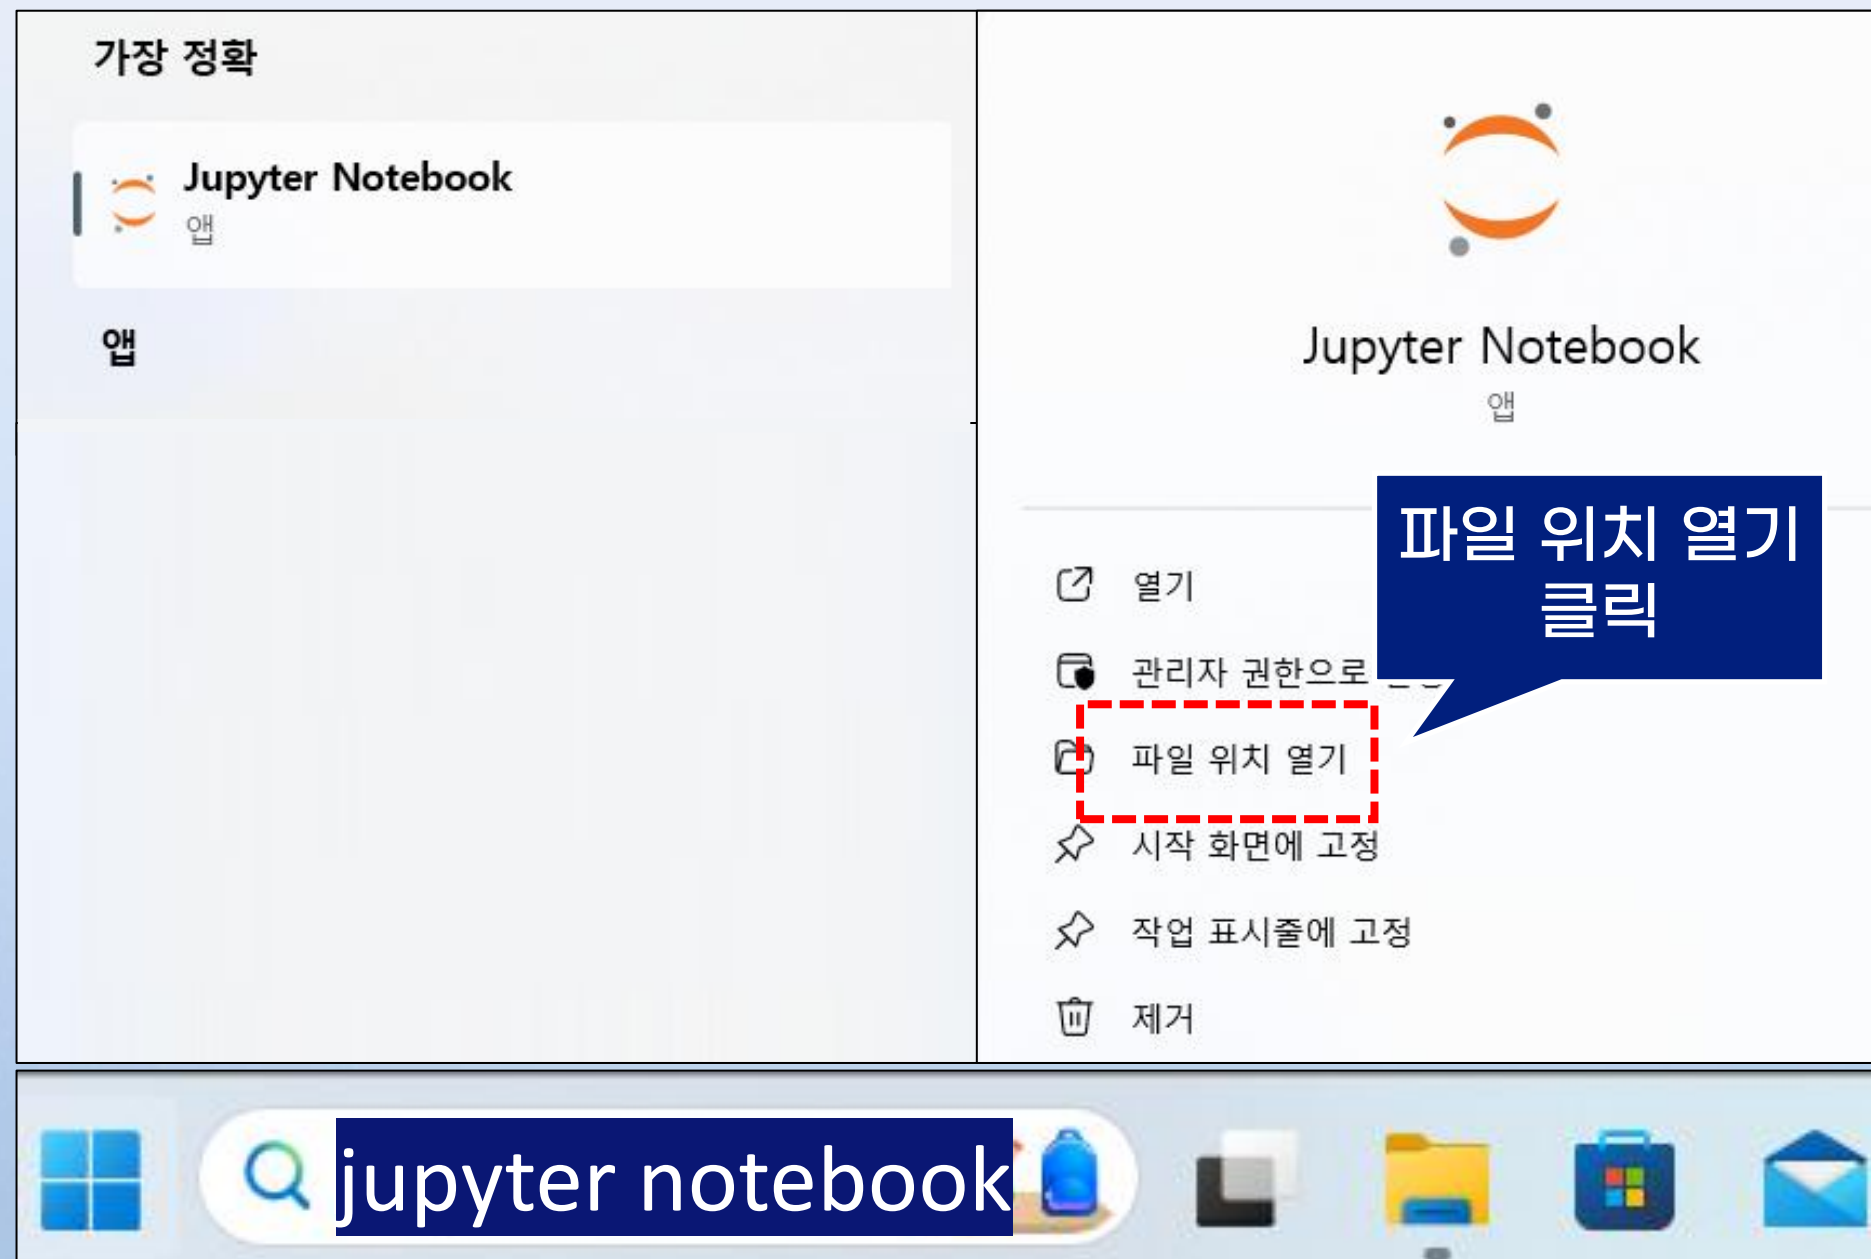 가장 정확
Jupyter Notebook
앱
앱
Jupyter Notebook
앱
파일 위치 열기
클릭
열기
관리자 권한으로
파일 위치 열기
시작 화면에 고정
작업 표시줄에 고정
제거
jupyter notebook